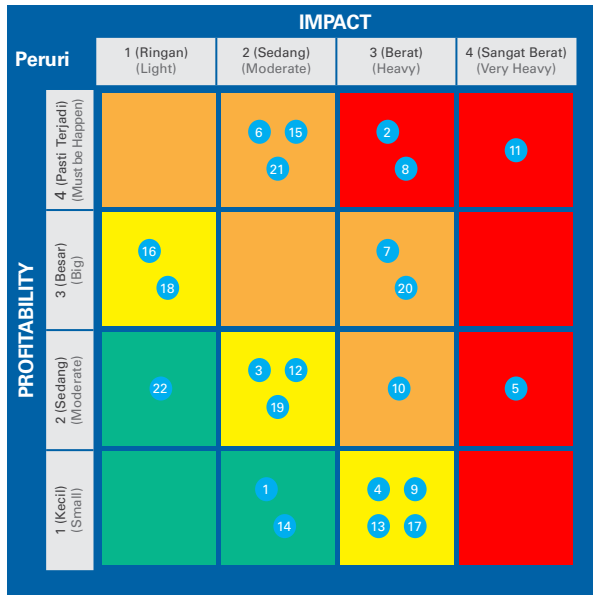 IMPACT
Peruri
1 (Ringan)
(Light)
2 (Sedang)
(Moderate)
3 (Berat)
(Heavy)
4 (Sangat Berat)
(Very Heavy)
PROFITABILITY
4 (Pasti Terjadi)
(Must be Happen)
6 15 2
11
21 8
3 (Besar)
(Big)
16 7
18 20
2 (Sedang)
(Moderate)
3 12
22 10 5
19
1 (Kecil)
(Small)
1 4 9
14 13 17